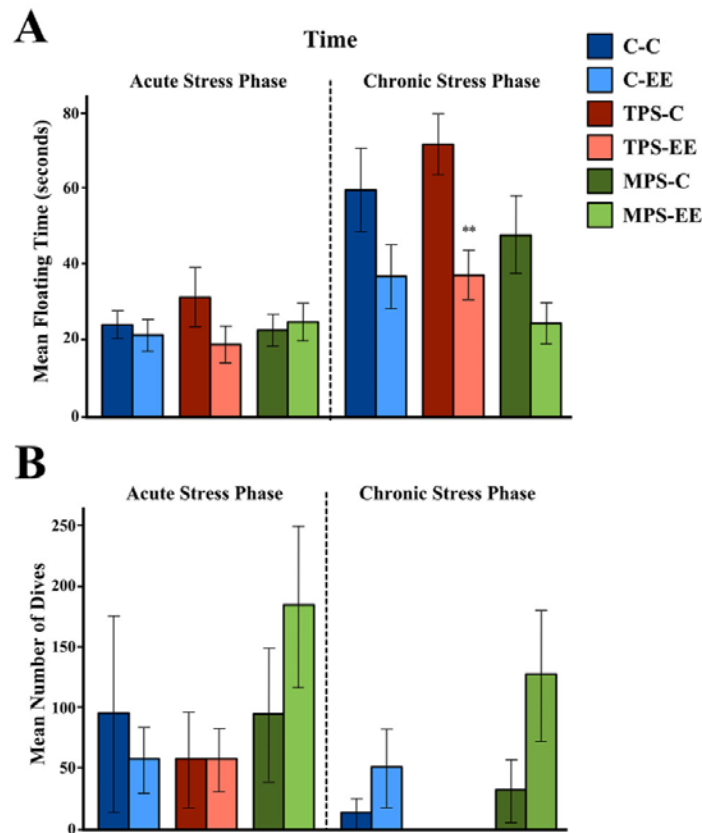 A
Time
Acute Stress Phase
Chronic Stress Phase
C-C
C-EE
TPS-C
TPS-EE
MPS-C
MPS-EE
Mean Floating Time (seconds)
80
60
40
20
0
**
B
Acute Stress Phase
Chronic Stress Phase
Mean Number of Dives
250
200
150
100
50
0